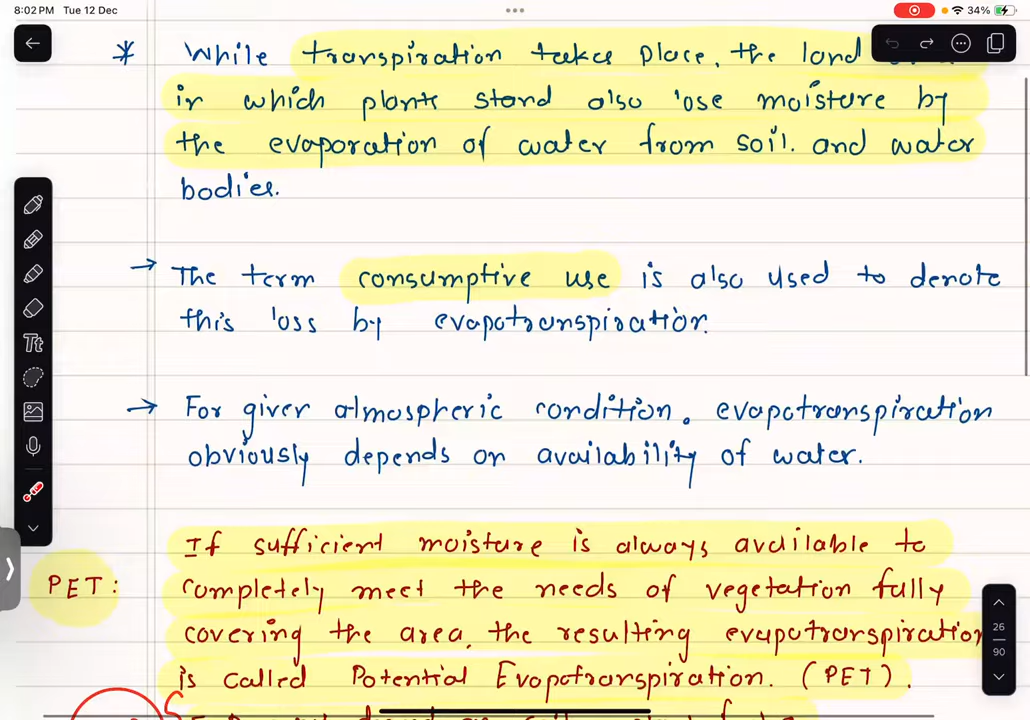 8:02 PM Tue 12 Dec
34%
* While transpiration takes place, the land
in which plants stand also lose moisture by
the evaporation of water from soil and water
bodies.
→ The term consumptive use is also used to denote
this loss by evapotranspiration.
→ For given atmospheric condition, evapotranspiration
obviously depends on availability of water.
If sufficient moisture is always available to
PET: completely meet the needs of vegetation fully
covering the area, the resulting evapotranspiration
is called Potential Evapotranspiration. (PET).
Tt
26
90